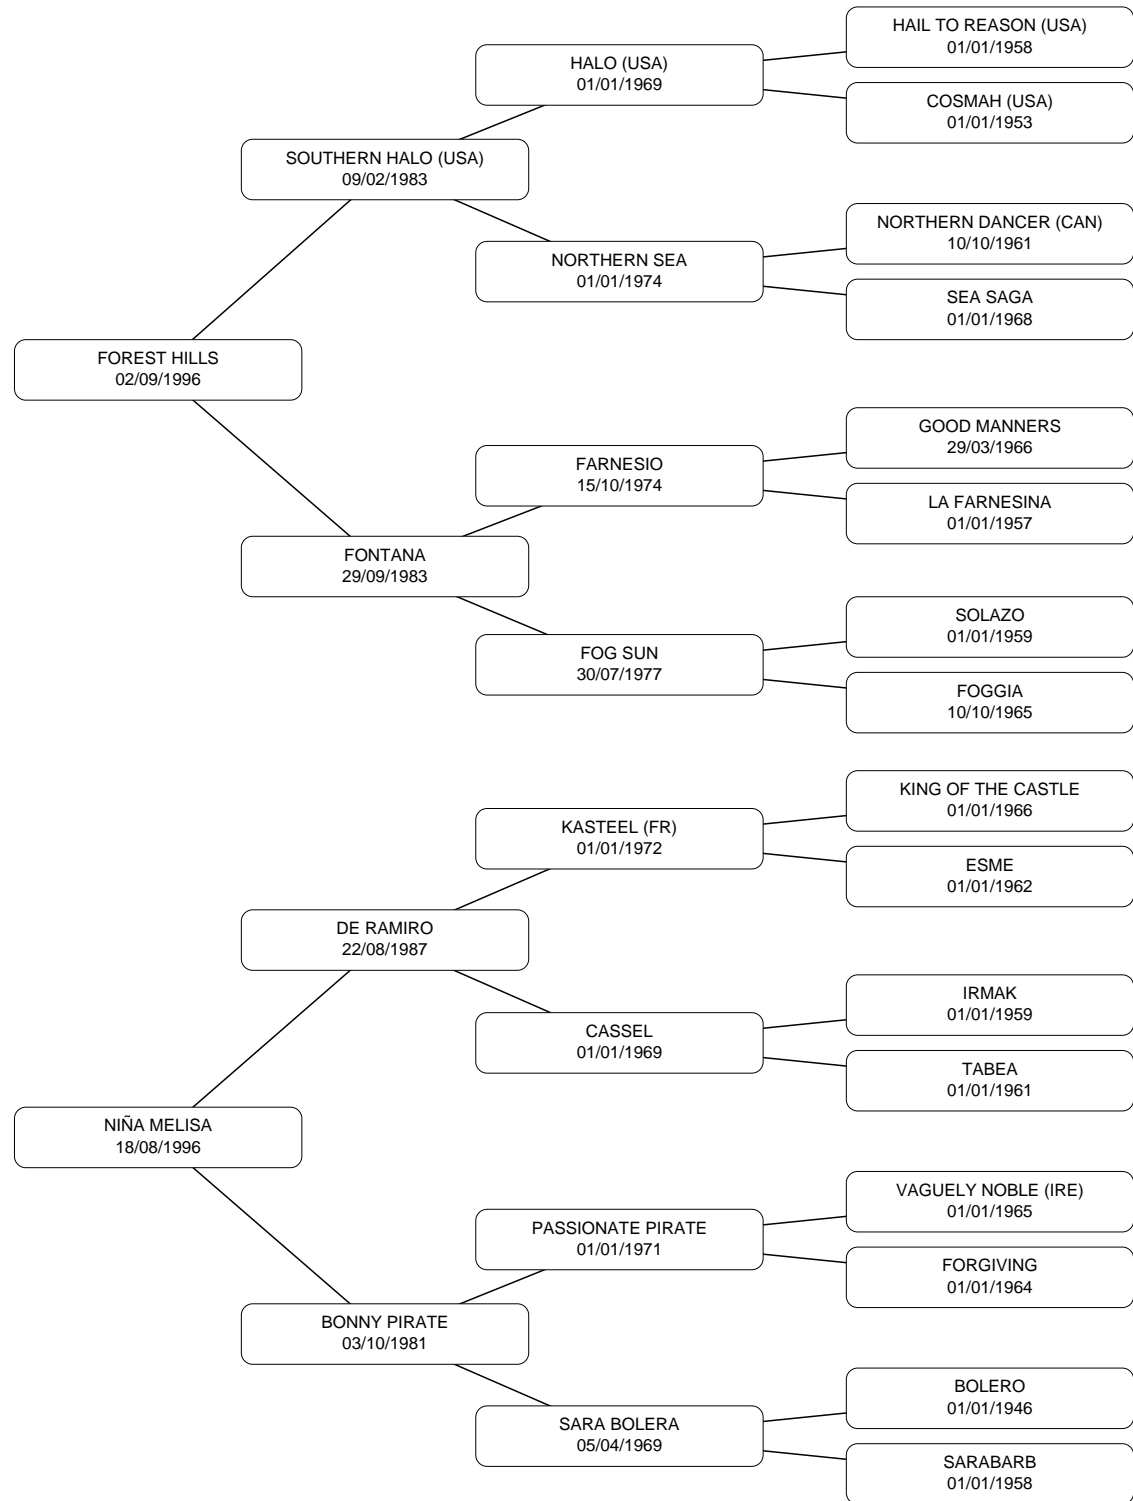 HAIL TO REASON (USA)
01/01/1958
HALO (USA)
01/01/1969
COSMAH (USA)
01/01/1953
SOUTHERN HALO (USA)
09/02/1983
NORTHERN DANCER (CAN)
10/10/1961
NORTHERN SEA
01/01/1974
SEA SAGA
01/01/1968
FOREST HILLS
02/09/1996
GOOD MANNERS
29/03/1966
FARNESIO
15/10/1974
LA FARNESINA
01/01/1957
FONTANA
29/09/1983
SOLAZO
01/01/1959
FOG SUN
30/07/1977
FOGGIA
10/10/1965
KING OF THE CASTLE
01/01/1966
KASTEEL (FR)
01/01/1972
ESME
01/01/1962
DE RAMIRO
22/08/1987
IRMAK
01/01/1959
CASSEL
01/01/1969
TABEA
01/01/1961
NIÑA MELISA
18/08/1996
VAGUELY NOBLE (IRE)
01/01/1965
PASSIONATE PIRATE
01/01/1971
FORGIVING
01/01/1964
BONNY PIRATE
03/10/1981
BOLERO
01/01/1946
SARA BOLERA
05/04/1969
SARABARB
01/01/1958